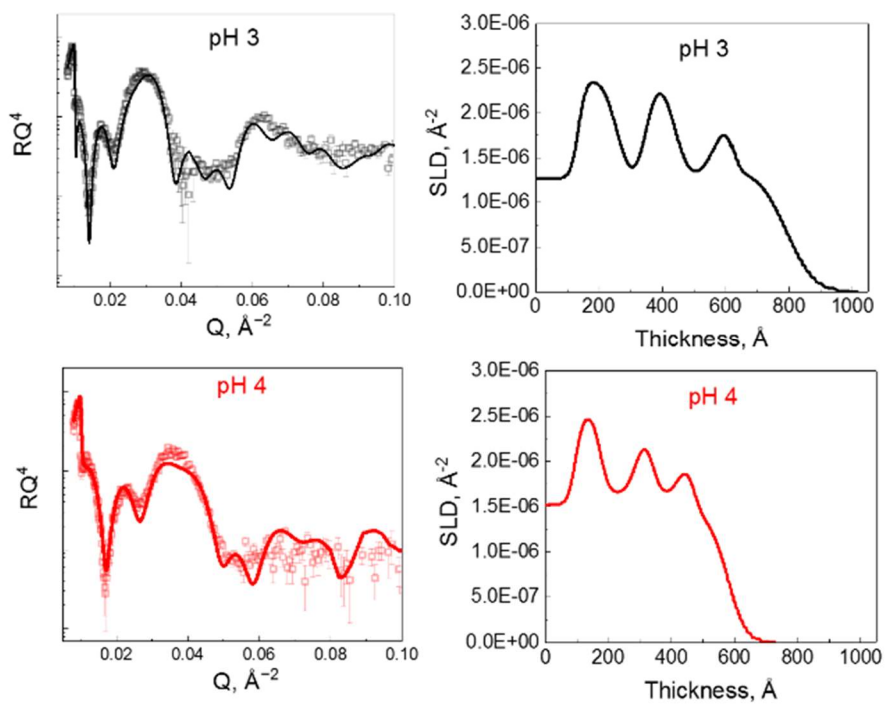 pH 3
RQ⁴
0.02 0.04 0.06 0.08 0.10
Q, Å⁻²
pH 3
3.0E-06
2.5E-06
2.0E-06
1.5E-06
1.0E-06
5.0E-07
0.0E+00
SLD, Å⁻²
0 200 400 600 800 1000
Thickness, Å
pH 4
RQ⁴
0.02 0.04 0.06 0.08 0.10
Q, Å⁻²
pH 4
3.0E-06
2.5E-06
2.0E-06
1.5E-06
1.0E-06
5.0E-07
0.0E+00
SLD, Å⁻²
0 200 400 600 800 1000
Thickness, Å